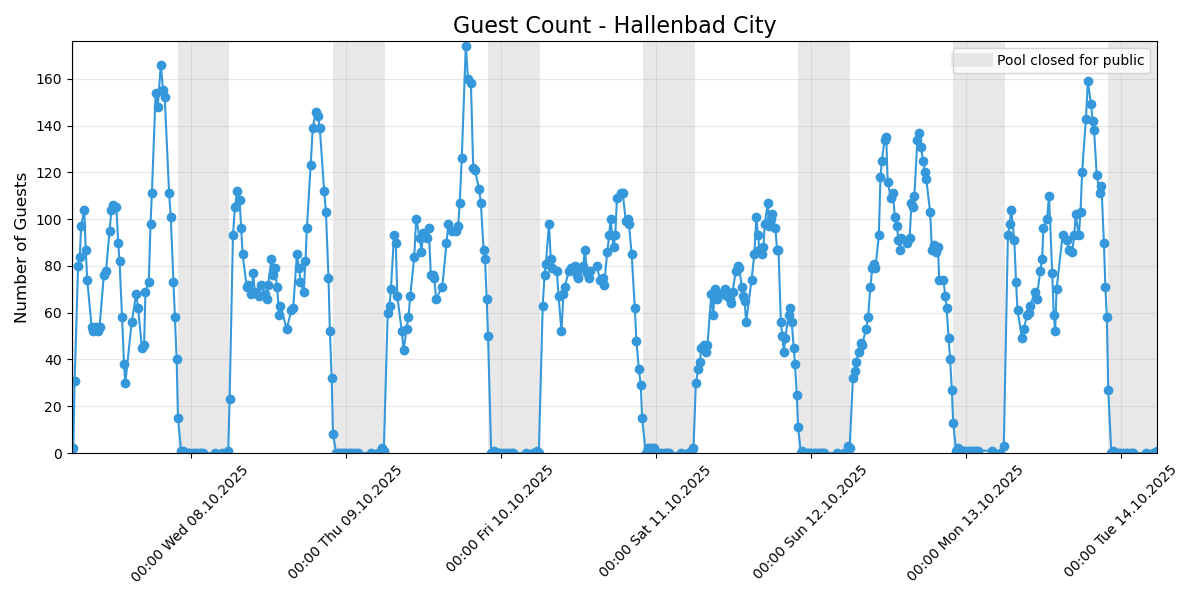 Guest Count - Hallenbad City
Pool closed for public
Number of Guests
160
140
120
100
80
60
40
20
0
00:00 Wed 08.10.2025
00:00 Thu 09.10.2025
00:00 Fri 10.10.2025
00:00 Sat 11.10.2025
00:00 Sun 12.10.2025
00:00 Mon 13.10.2025
00:00 Tue 14.10.2025